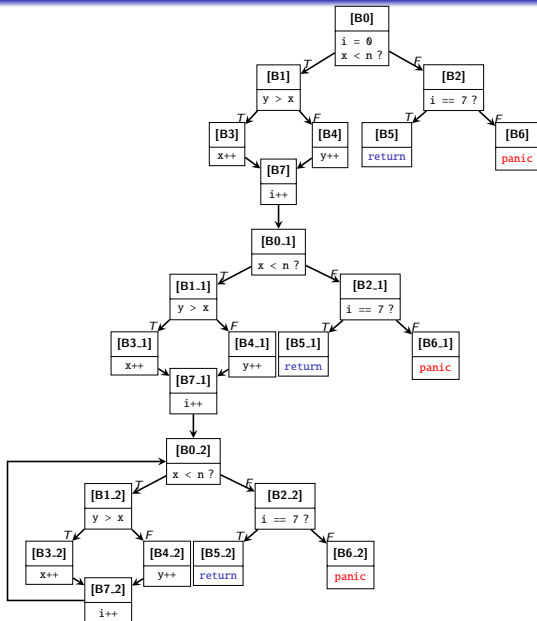 [B0]
i = 0
x < n ?
T
F
[B1]
y > x
[B2]
i == 7 ?
T
F
T
F
[B3]
x++
[B4]
y++
[B5]
return
[B6]
panic
[B7]
i++
[B0_1]
x < n ?
T
F
[B1_1]
y > x
[B2_1]
i == 7 ?
T
F
T
F
[B3_1]
x++
[B4_1]
y++
[B5_1]
return
[B6_1]
panic
[B7_1]
i++
[B0_2]
x < n ?
T
F
[B1_2]
y > x
[B2_2]
i == 7 ?
T
F
T
F
[B3_2]
x++
[B4_2]
y++
[B5_2]
return
[B6_2]
panic
[B7_2]
i++